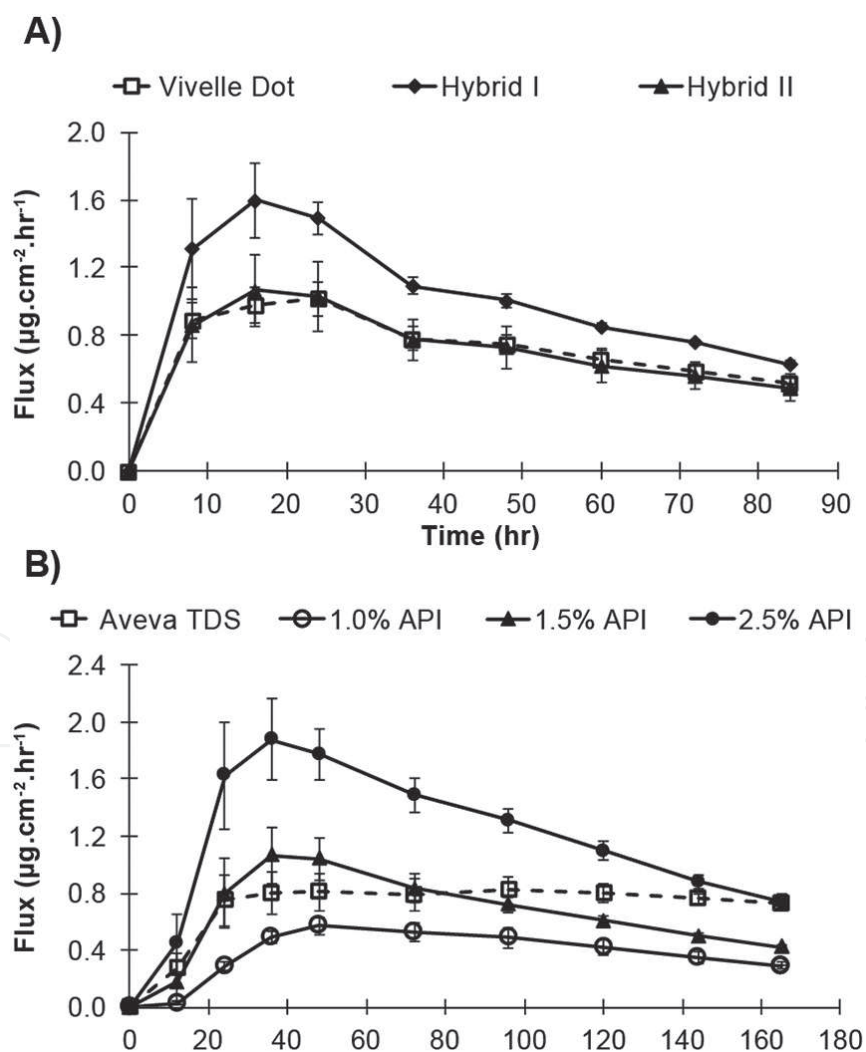 A)
Vivelle Dot Hybrid I Hybrid II
2.0
1.6
1.2
0.8
0.4
0.0
Flux (µg.cm⁻².hr⁻¹)
0 10 20 30 40 50 60 70 80 90
Time (hr)
B)
Aveva TDS 1.0% API 1.5% API 2.5% API
2.4
2.0
1.6
1.2
0.8
0.4
0.0
Flux (µg.cm⁻².hr⁻¹)
0 20 40 60 80 100 120 140 160 180